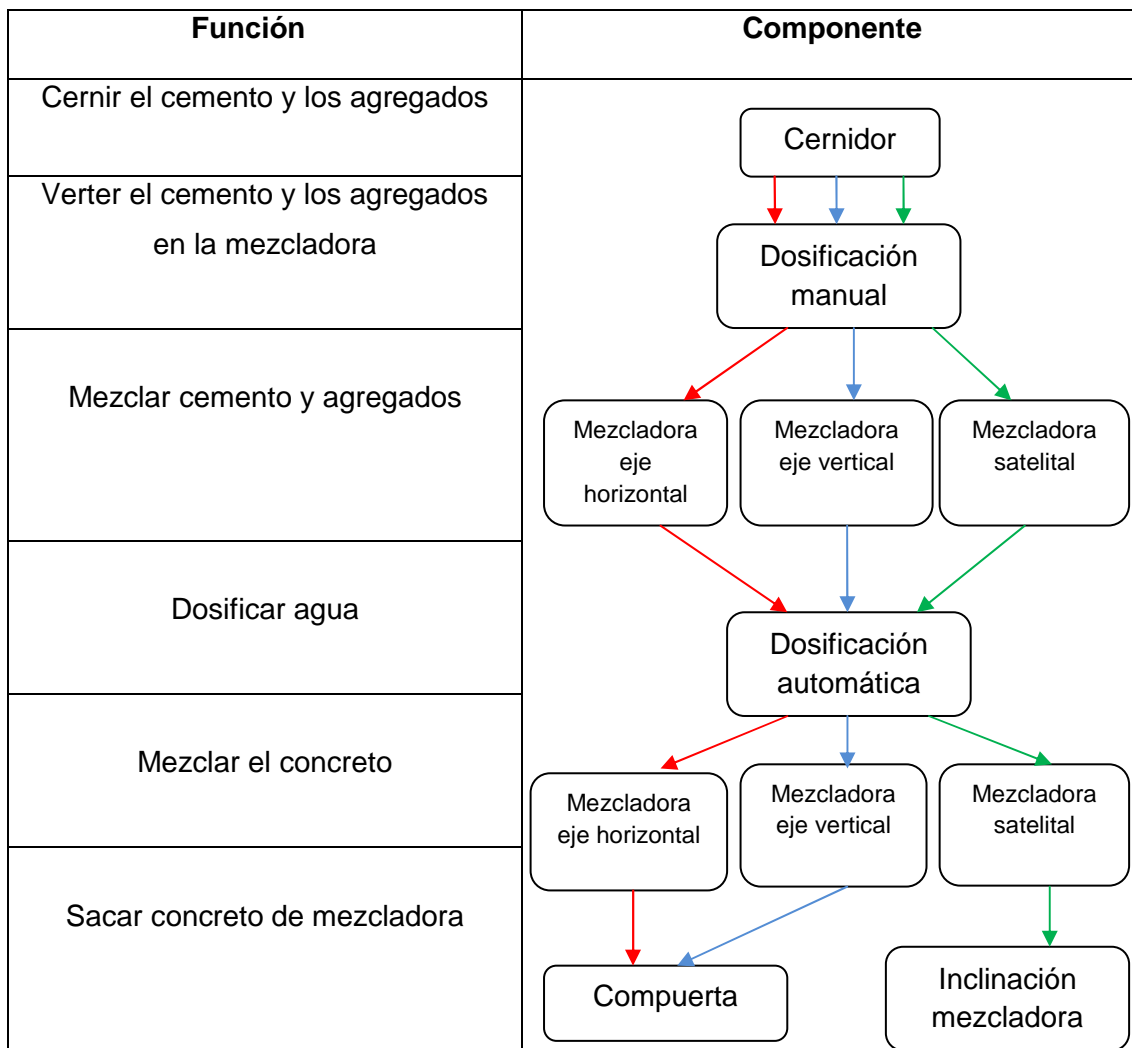 Función
Componente
Cernir el cemento y los agregados
Cernidor
Verter el cemento y los agregados
en la mezcladora
Dosificación
manual
Mezclar cemento y agregados
Mezcladora
eje
horizontal
Mezcladora
eje vertical
Mezcladora
satelital
Dosificar agua
Dosificación
automática
Mezclar el concreto
Mezcladora
eje horizontal
Mezcladora
eje vertical
Mezcladora
satelital
Sacar concreto de mezcladora
Compuerta
Inclinación
mezcladora